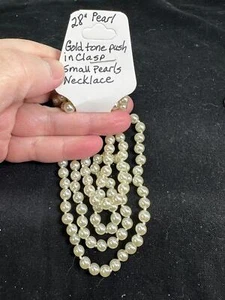 28" Pearl
Gold tone push
in Clasp
Small Pearls
Necklace